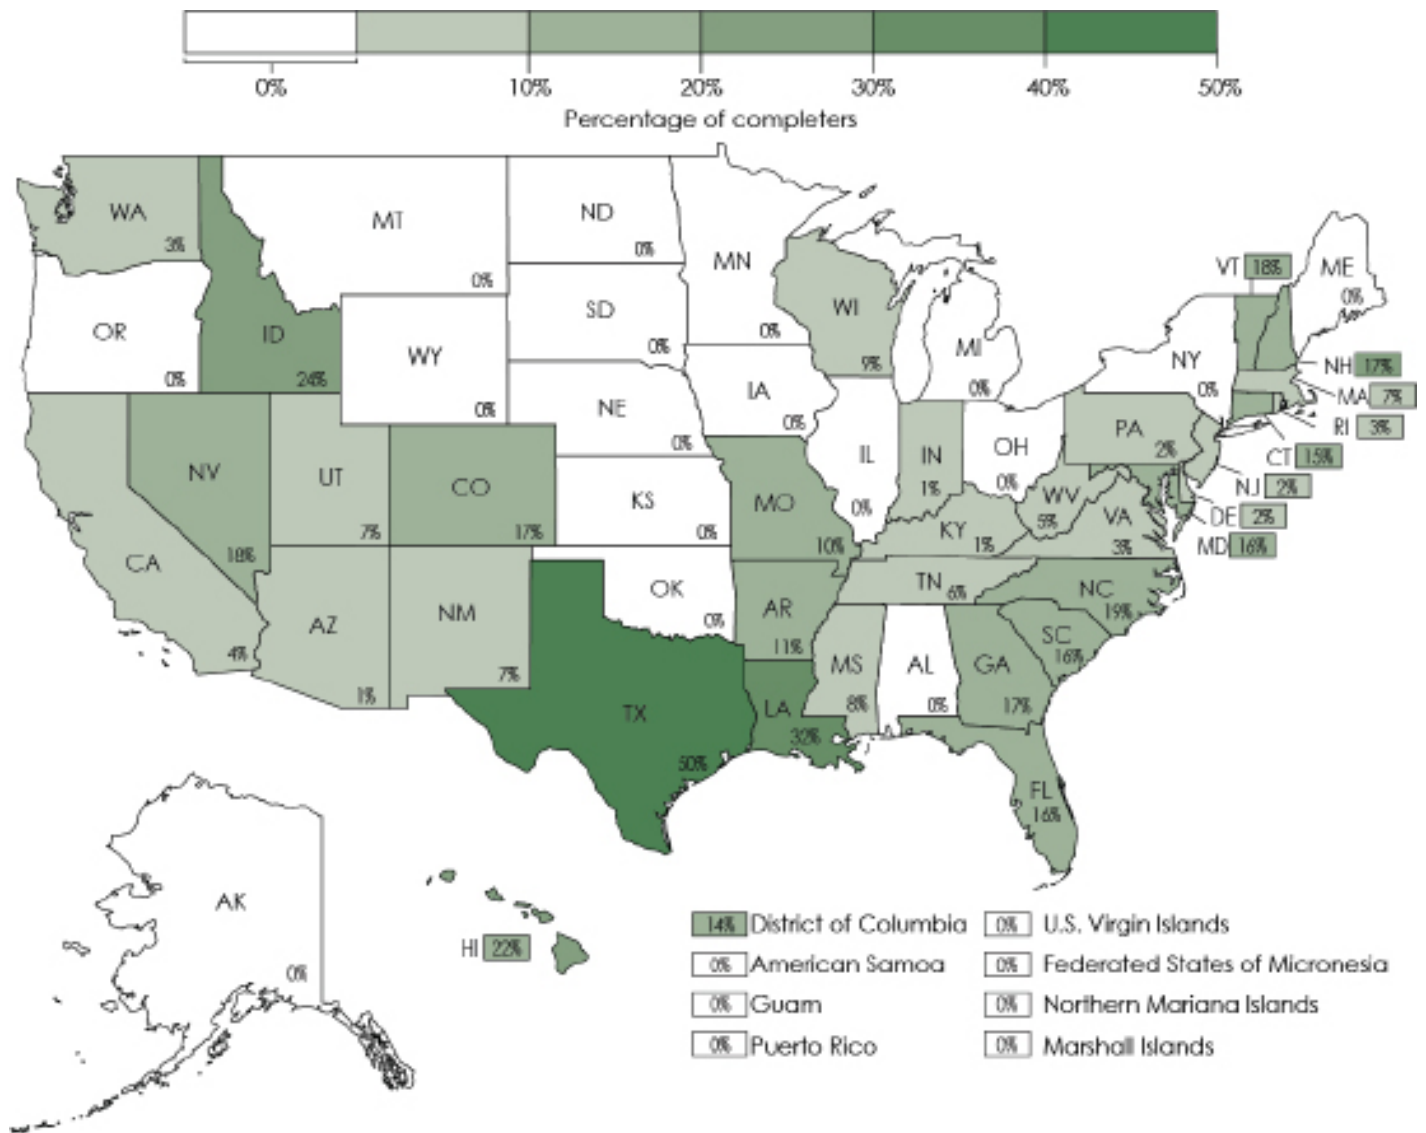 0% 10% 20% 30% 40% 50%
Percentage of completers
WA
3%
MT
0%
ND
0%
MN
0%
OR
0%
ID
24%
WY
0%
SD
0%
WI
9%
MI
0%
VT 18%
ME
0%
NY
0%
NH 17%
MA 7%
RI 3%
CT 15%
NJ 2%
DE 2%
MD 16%
NE
0%
IA
0%
PA
2%
NV
18%
UT
7%
CO
17%
KS
0%
MO
10%
IL
0%
IN
1%
OH
0%
WV
5%
VA
3%
KY
1%
CA
4%
AZ
1%
NM
7%
OK
0%
AR
11%
TN
6%
NC
19%
SC
16%
MS
8%
AL
0%
GA
17%
TX
50%
LA
32%
FL
16%
AK
0%
HI 22%
14% District of Columbia
0% American Samoa
0% Guam
0% Puerto Rico
0% U.S. Virgin Islands
0% Federated States of Micronesia
0% Northern Mariana Islands
0% Marshall Islands